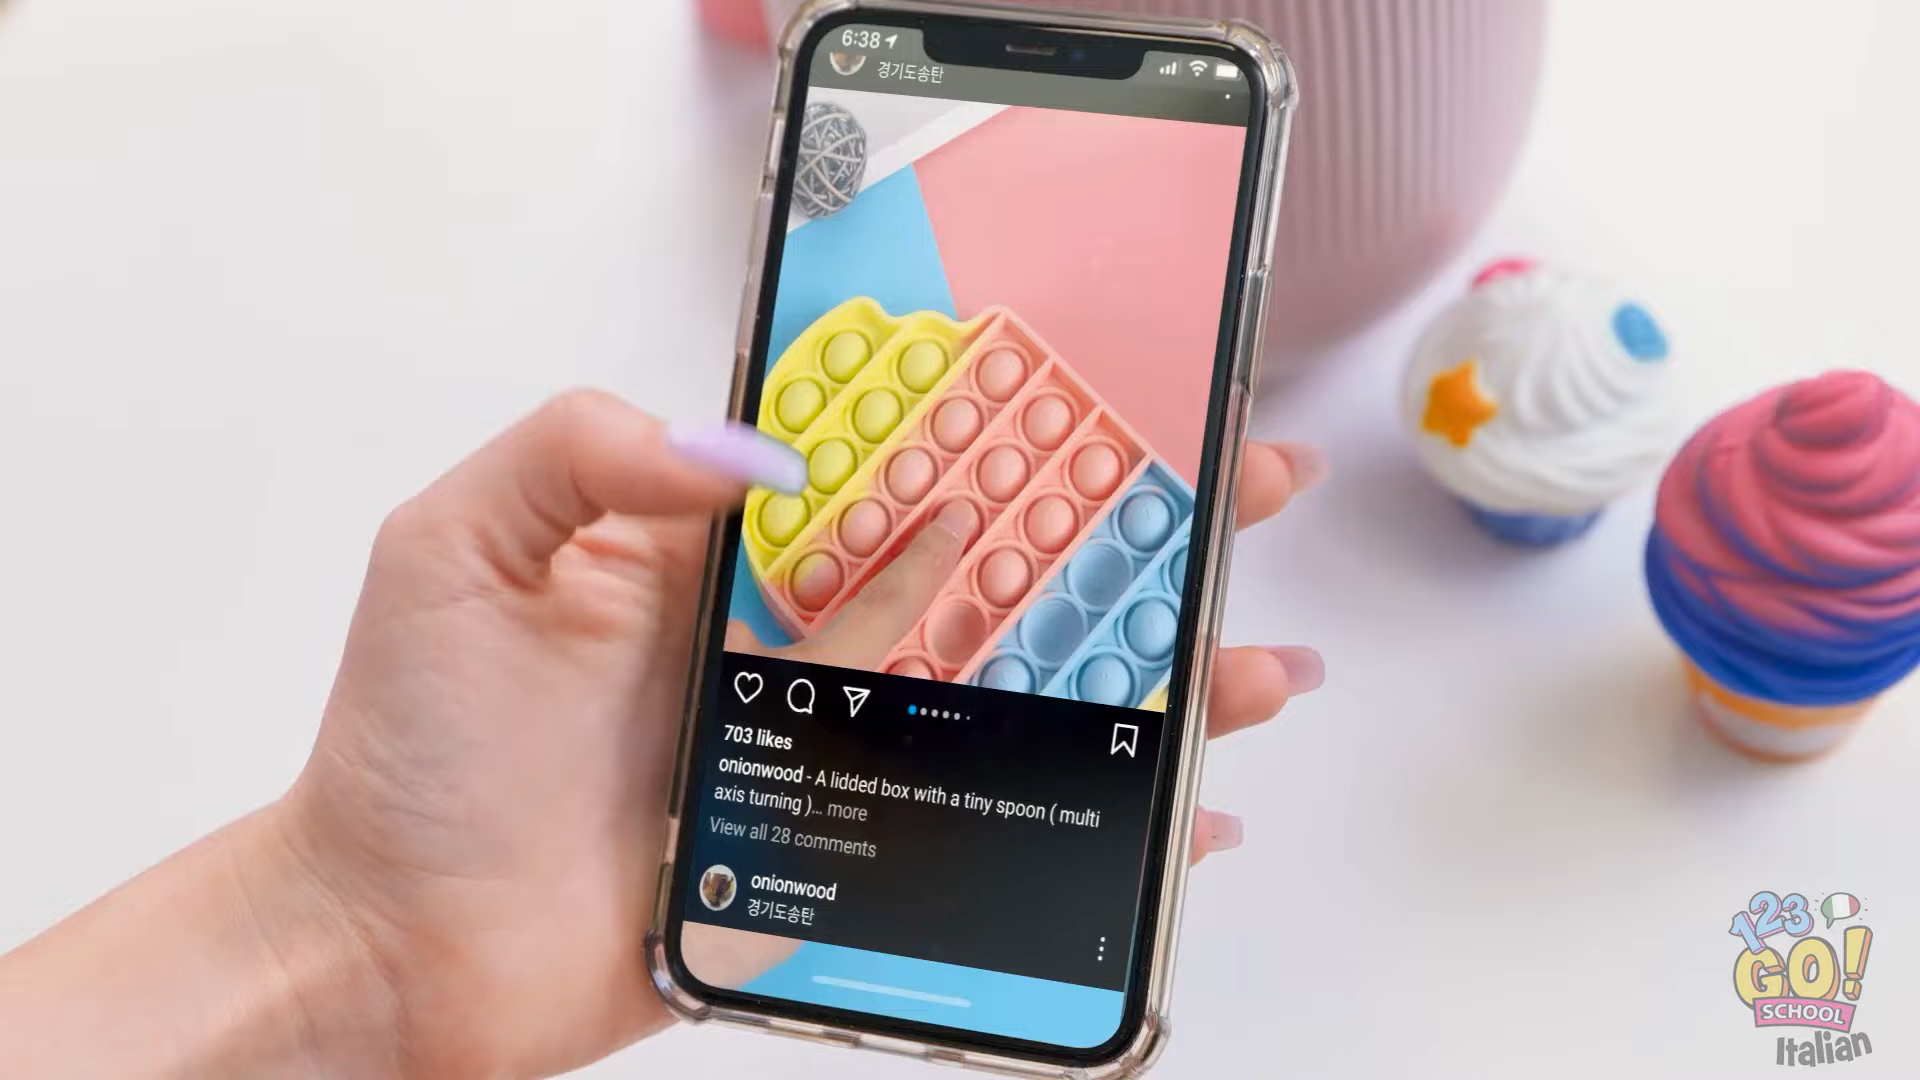 6:38
경기도송탄
703 likes
onionwood - A lidded box with a tiny spoon ( multi
axis turning )... more
View all 28 comments
onionwood
경기도송탄
123
GO!
SCHOOL
Italian